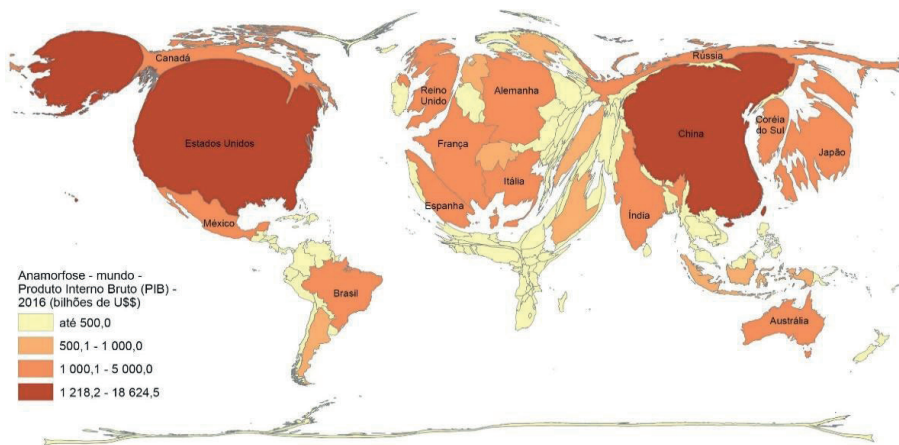 Canadá
Rússia
Reino
Unido
Alemanha
Estados Unidos
China
Coréia
do Sul
França
Japão
Itália
Espanha
Índia
México
Anamorfose - mundo -
Produto Interno Bruto (PIB) -
2016 (bilhões de U$$)
até 500,0
500,1 - 1 000,0
1 000,1 - 5 000,0
1 218,2 - 18 624,5
Brasil
Austrália